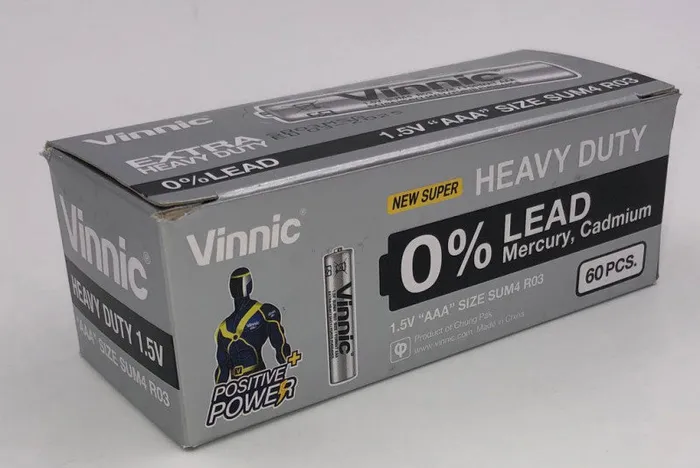 Vinnic®
EXTRA
HEAVY DUTY
0% LEAD
Vinnic
1.5V "AAA" SIZE SUM4 R03
Vinnic®
HEAVY DUTY 1.5V
"AAA" SIZE SUM4 R03
Vinnic®
POSITIVE+
POWER
Vinnic
NEW SUPER
HEAVY DUTY
0% LEAD
Mercury, Cadmium
60 PCS.
1.5V "AAA" SIZE SUM4 R03
Product of Chung Pak
www.vinnic.com Made in China